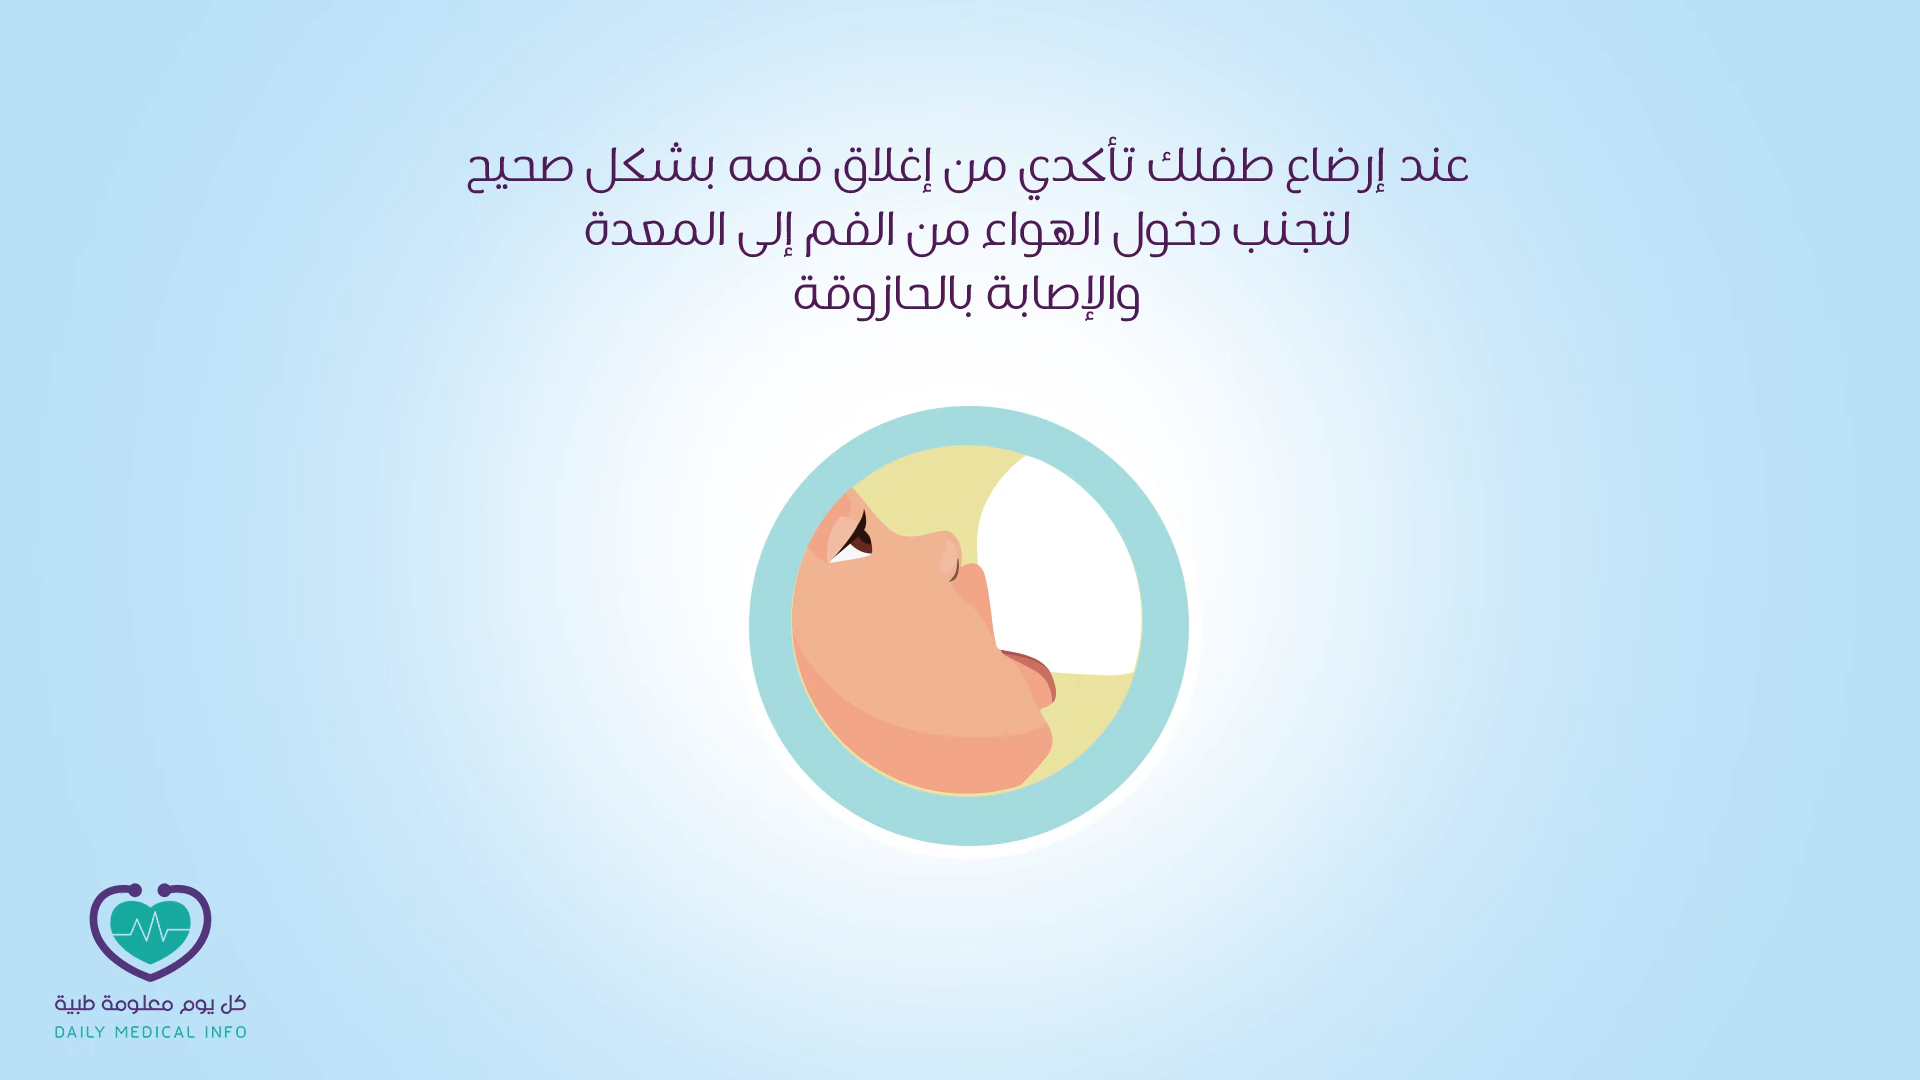 عند إرضاع طفلك تأكدي من إغلاق فمه بشكل صحيح
لتجنب دخول الهواء من الفم إلى المعدة
والإصابة بالحازوقة
كل يوم معلومة طبية
DAILY MEDICAL INFO